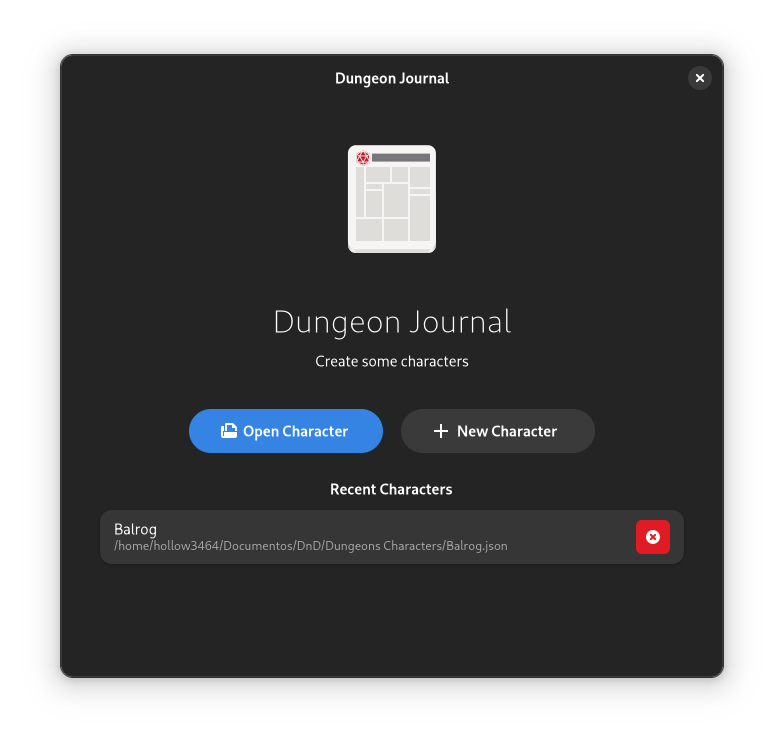 Dungeon Journal
Dungeon Journal
Create some characters
Open Character
New Character
Recent Characters
Balrog
/home/hollow3464/Documentos/DnD/Dungeons Characters/Balrog.json